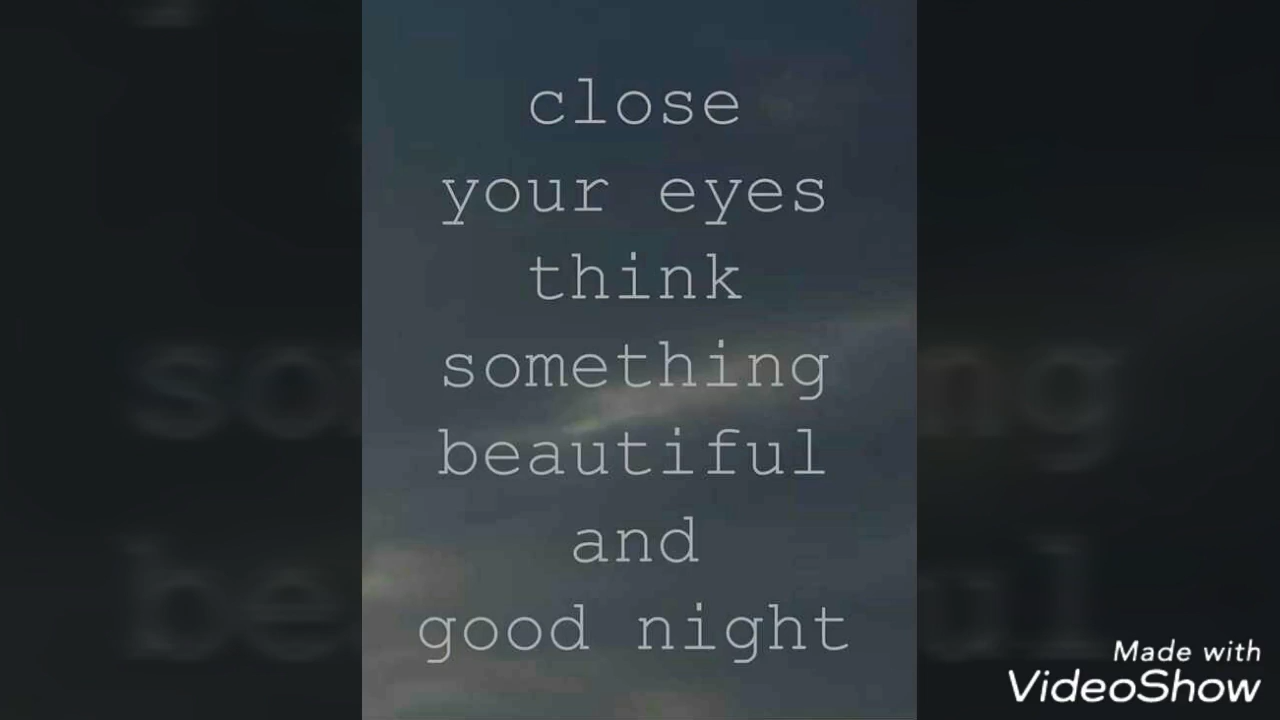 close
your eyes
think
something
beautiful
and
good night
Made with
VideoShow